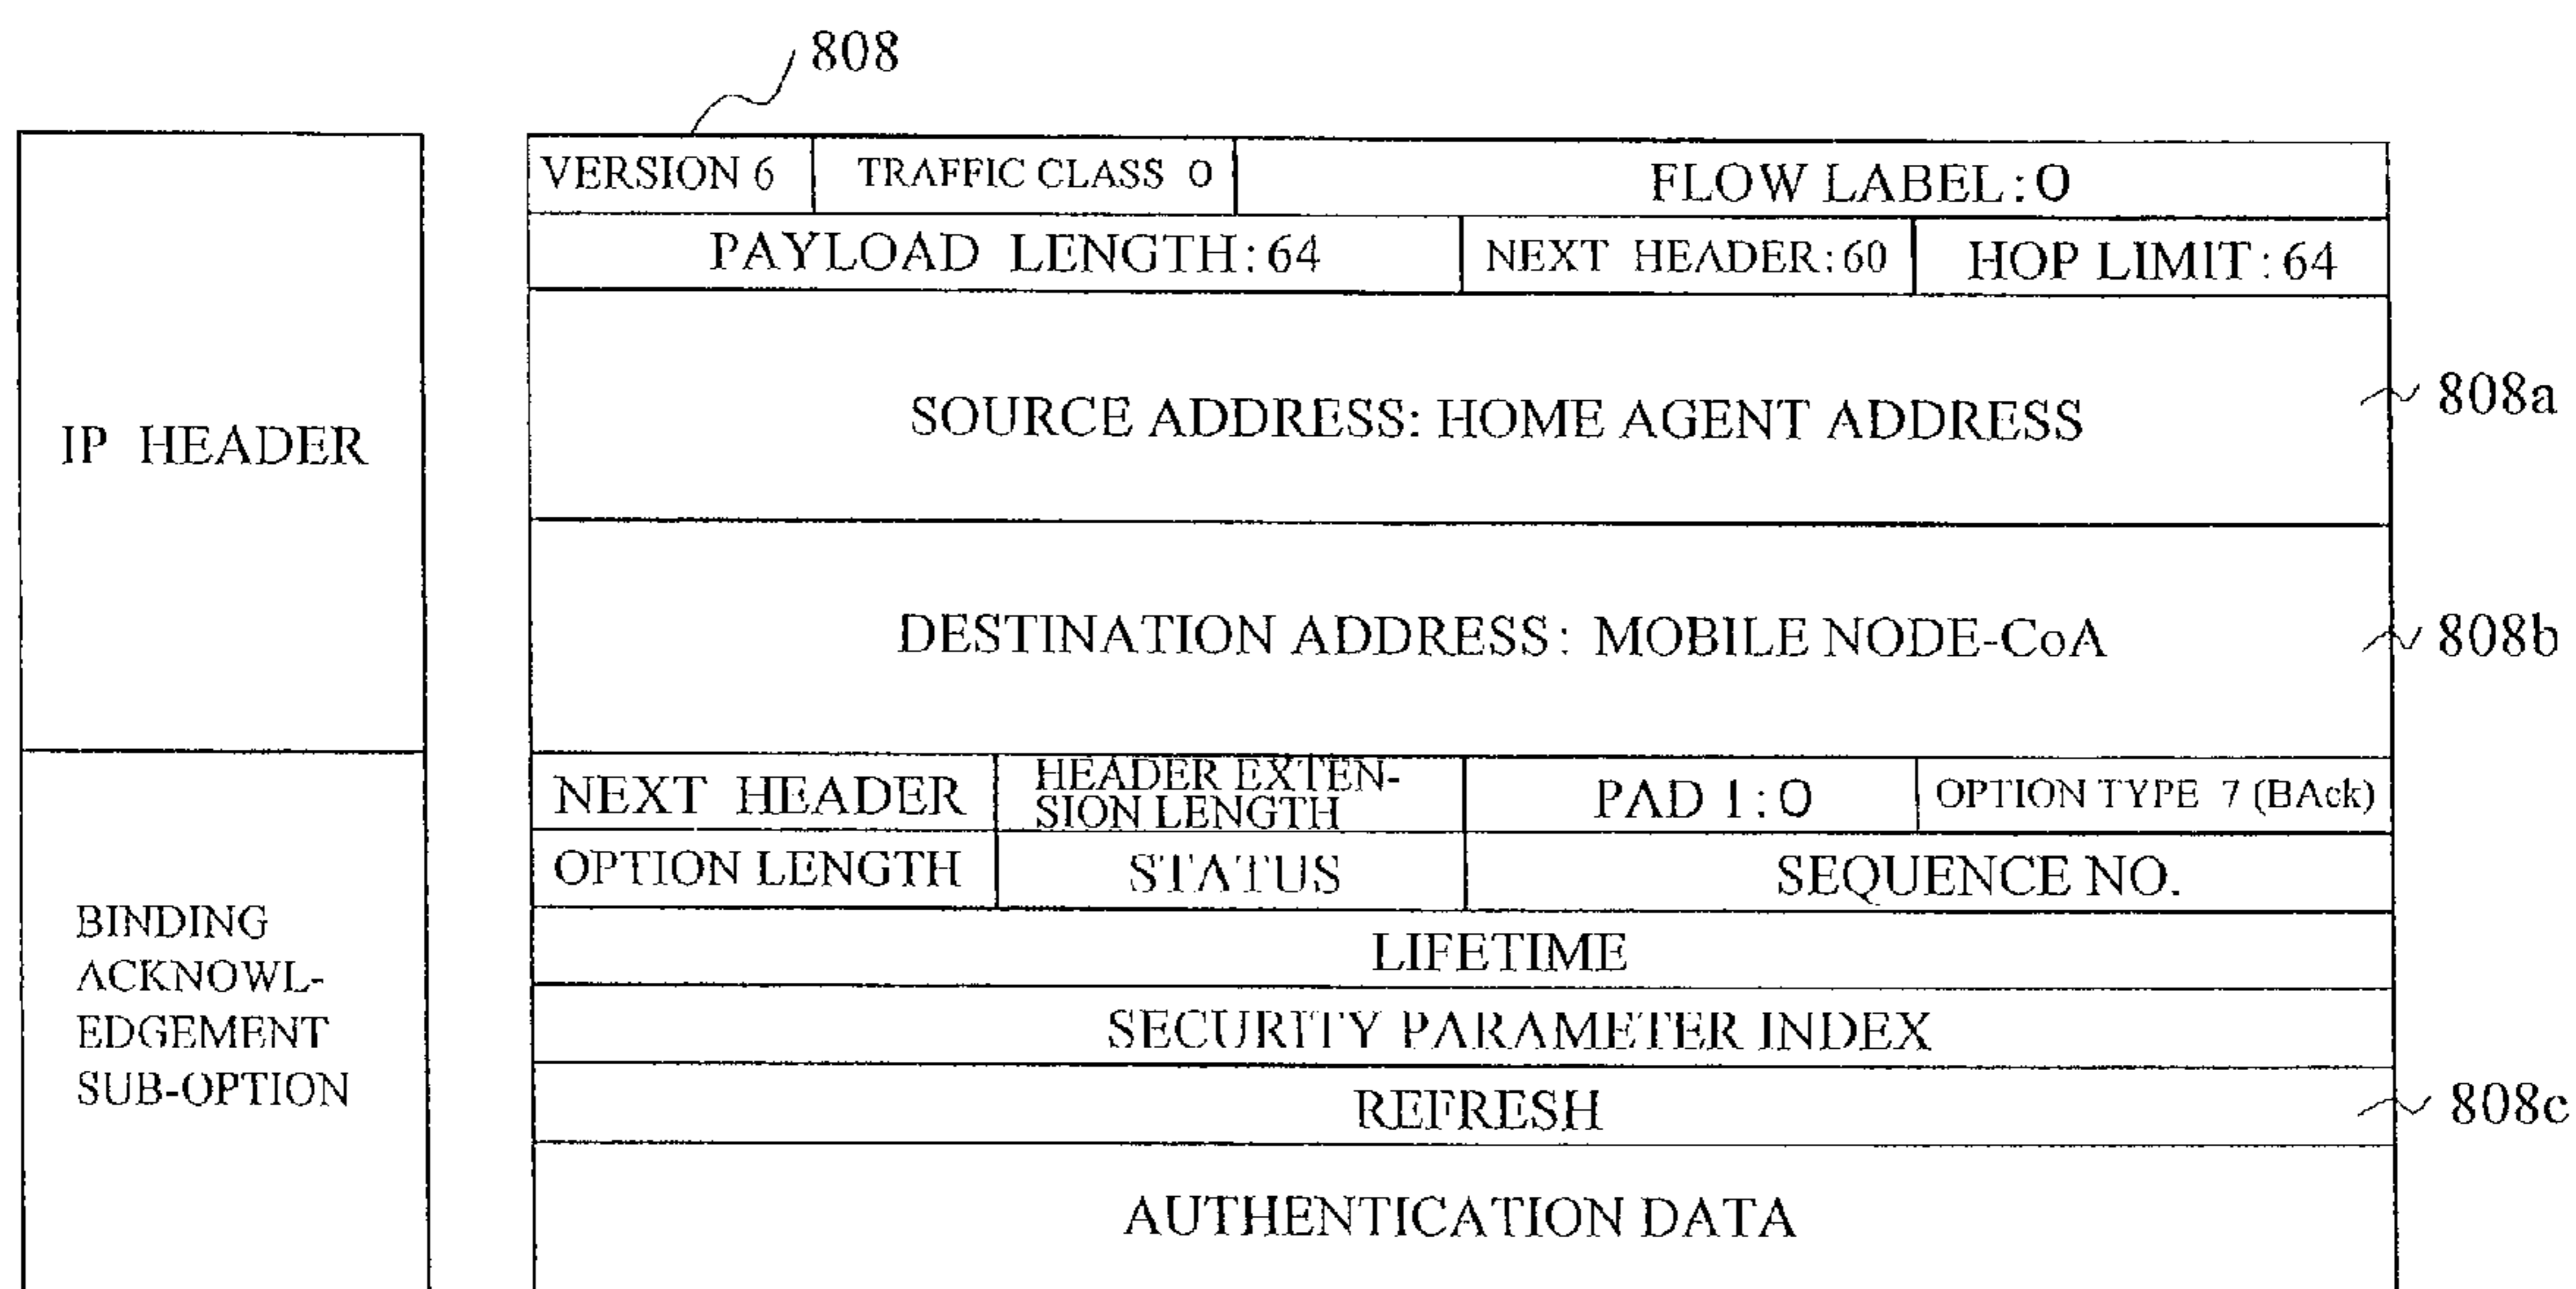 808
VERSION 6 TRAFFIC CLASS 0 FLOW LABEL:0
PAYLOAD LENGTH:64 NEXT HEADER:60 HOP LIMIT:64
IP HEADER
SOURCE ADDRESS: HOME AGENT ADDRESS 808a
DESTINATION ADDRESS: MOBILE NODE-CoA 808b
NEXT HEADER
HEADER EXTEN-
SION LENGTH
PAD 1:0 OPTION TYPE 7 (BAck)
OPTION LENGTH STATUS SEQUENCE NO.
BINDING
ACKNOWL-
EDGEMENT
SUB-OPTION
LIFETIME
SECURITY PARAMETER INDEX
REFRESH 808c
AUTHENTICATION DATA